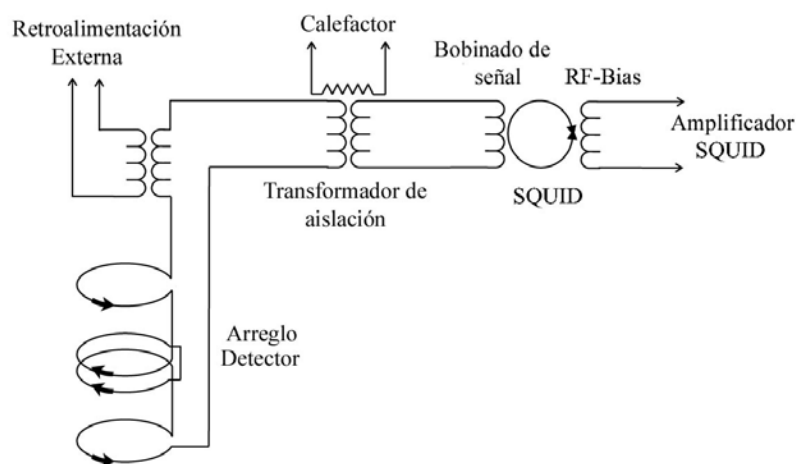 Retroalimentación
Externa
Calefactor
Bobinado de
señal
RF-Bias
Amplificador
SQUID
Transformador de
aislación
SQUID
Arreglo
Detector